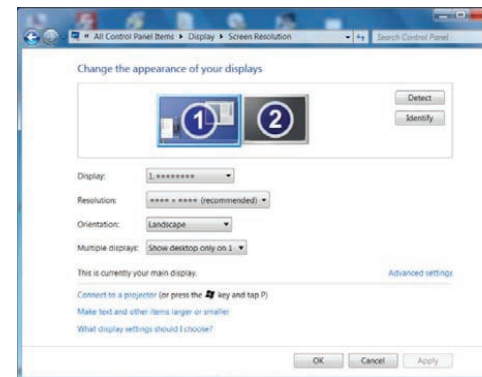 « All Control Panel Items ▸ Display ▸ Screen Resolution
Search Control Panel
Change the appearance of your displays
1 2
Detect
Identify
Display: 1. ********
Resolution: **** × **** (recommended)
Orientation: Landscape
Multiple displays: Show desktop only on 1
This is currently your main display.
Advanced settings
Connect to a projector (or press the key and tap P)
Make text and other items larger or smaller
What display settings should I choose?
OK Cancel Apply